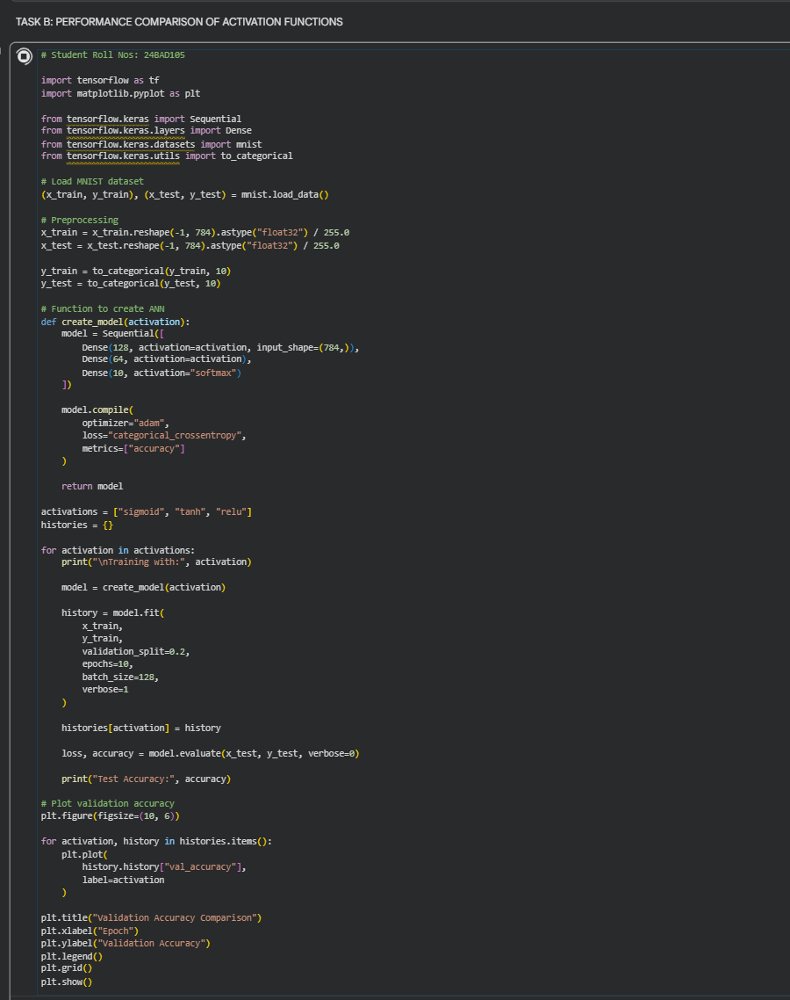 TASK B: PERFORMANCE COMPARISON OF ACTIVATION FUNCTIONS
# Student Roll Nos: 24BAD105

import tensorflow as tf
import matplotlib.pyplot as plt

from tensorflow.keras import Sequential
from tensorflow.keras.layers import Dense
from tensorflow.keras.datasets import mnist
from tensorflow.keras.utils import to_categorical

# Load MNIST dataset
(x_train, y_train), (x_test, y_test) = mnist.load_data()

# Preprocessing
x_train = x_train.reshape(-1, 784).astype("float32") / 255.0
x_test = x_test.reshape(-1, 784).astype("float32") / 255.0

y_train = to_categorical(y_train, 10)
y_test = to_categorical(y_test, 10)

# Function to create ANN
def create_model(activation):
    model = Sequential([
        Dense(128, activation=activation, input_shape=(784,)),
        Dense(64, activation=activation),
        Dense(10, activation="softmax")
    ])

    model.compile(
        optimizer="adam",
        loss="categorical_crossentropy",
        metrics=["accuracy"]
    )

    return model

activations = ["sigmoid", "tanh", "relu"]
histories = {}

for activation in activations:
    print("\nTraining with:", activation)

    model = create_model(activation)

    history = model.fit(
        x_train,
        y_train,
        validation_split=0.2,
        epochs=10,
        batch_size=128,
        verbose=1
    )

    histories[activation] = history

    loss, accuracy = model.evaluate(x_test, y_test, verbose=0)

    print("Test Accuracy:", accuracy)

# Plot validation accuracy
plt.figure(figsize=(10, 6))

for activation, history in histories.items():
    plt.plot(
        history.history["val_accuracy"],
        label=activation
    )

plt.title("Validation Accuracy Comparison")
plt.xlabel("Epoch")
plt.ylabel("Validation Accuracy")
plt.legend()
plt.grid()
plt.show()